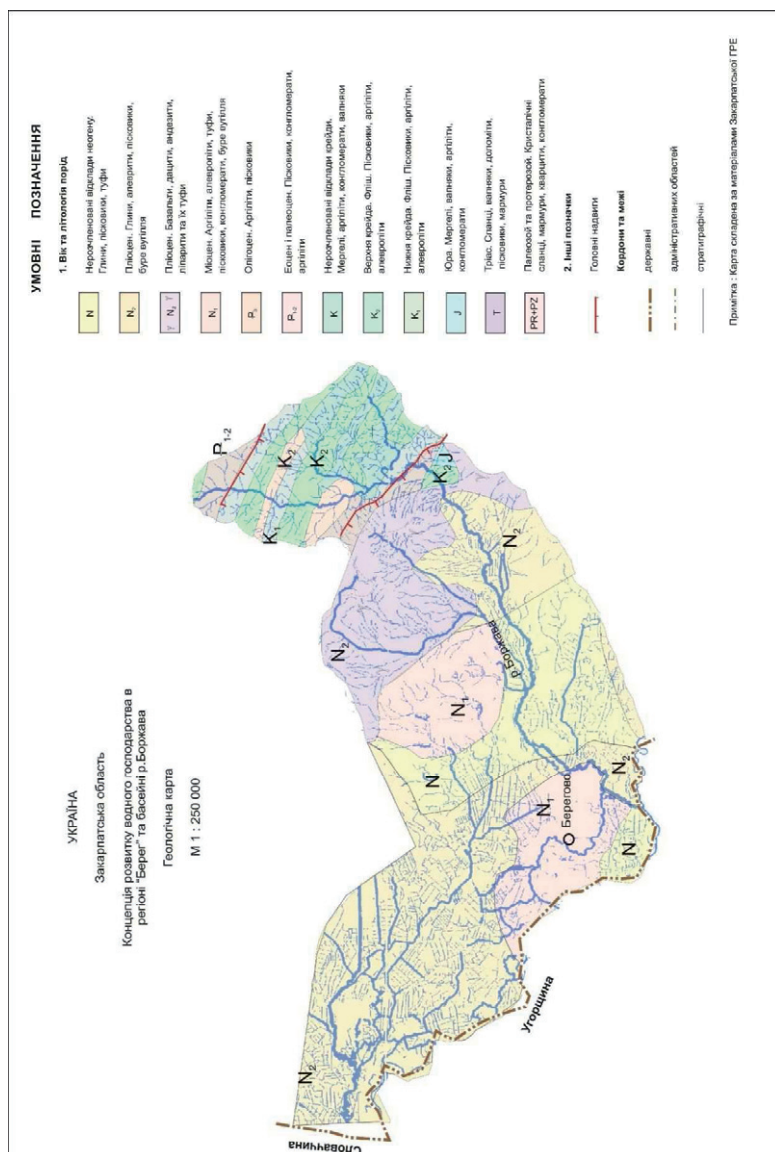 УКРАЇНА
Закарпатська область
Концепція розвитку водного господарства в
регіоні "Берег" та басейні р.Боржава
Геологічна карта
М 1 : 250 000
Словаччина
Угорщина
N₂
N
N₁
N₂
N₁
Берегово
N₂
N
р.Боржава
N₂
K₂
J
K₁
K₂
K₂
P₁₋₂
УМОВНІ ПОЗНАЧЕННЯ
1. Вік та літологія порід
N
Нерозчленовані відклади неогену.
Глини, пісковики, туфи
N₂
Пліоцен. Глини, алеврити, пісковики,
буре вугілля
N₂
Пліоцен. Базальти, дацити, андезити,
ліпарити та їх туфи
N₁
Міоцен. Аргіліти, алевроліти, туфи,
пісковики, конгломерати, буре вугілля
P₃
Олігоцен. Аргіліти, пісковики
P₁₋₂
Еоцен і палеоцен. Пісковики, конгломерати,
аргіліти
K
Нерозчленовані відклади крейди.
Мергелі, аргіліти, конгломерати, вапняки
K₂
Верхня крейда. Фліш. Пісковики, аргіліти,
алевроліти
K₁
Нижня крейда. Фліш. Пісковики, аргіліти,
алевроліти
J
Юра. Мергелі, вапняки, аргіліти,
конгломерати
T
Тріас. Сланці, вапняки, доломіти,
пісковики, мармури
PR+PZ
Палеозой та протерозой. Кристалічні
сланці, мармури, кварцити, конгломерати
2. Інші позначки
Головні надвиги
Кордони та межі
державні
адміністративних областей
стратиграфічні
Примітка : Карта складена за матеріалами Закарпатської ГРЕ